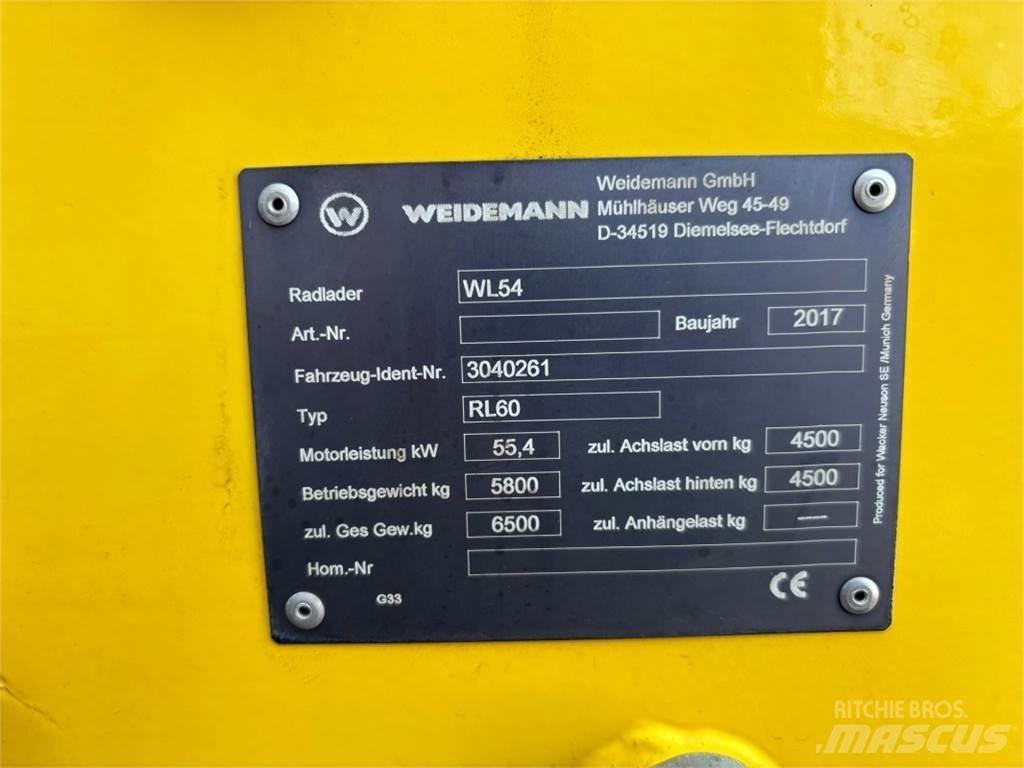 W
WEIDEMANN
Weidemann GmbH
Mühlhäuser Weg 45-49
D-34519 Diemelsee-Flechtdorf
Radlader WL54
Art.-Nr. Baujahr 2017
Fahrzeug-Ident-Nr. 3040261
Typ RL60
Motorleistung kW 55,4 zul. Achslast vorn kg 4500
Betriebsgewicht kg 5800 zul. Achslast hinten kg 4500
zul. Ges Gew.kg 6500 zul. Anhängelast kg —
Hom.-Nr
G33
CE
Produced for Wacker Neuson SE /Munich Germany
RITCHIE BROS.
MASCUS